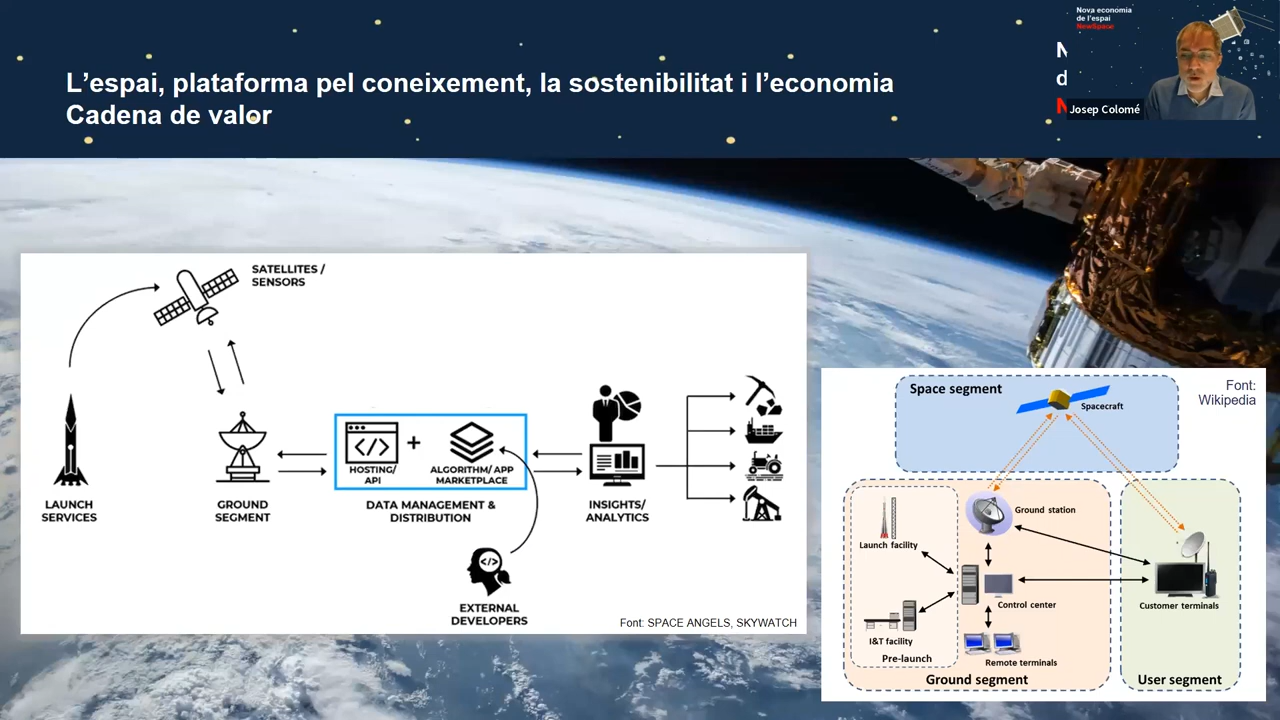 Nova economia
de l'espai
NewSpace
N
d
N
Josep Colomé
L'espai, plataforma pel coneixement, la sostenibilitat i l'economia
Cadena de valor
SATELLITES /
SENSORS
LAUNCH
SERVICES
GROUND
SEGMENT
HOSTING/
API
+
ALGORITHM/ APP
MARKETPLACE
DATA MANAGEMENT &
DISTRIBUTION
INSIGHTS/
ANALYTICS
EXTERNAL
DEVELOPERS
Font: SPACE ANGELS, SKYWATCH
Space segment
Spacecraft
Font:
Wikipedia
Ground station
Launch facility
Control center
Customer terminals
I&T facility
Pre-launch
Remote terminals
Ground segment
User segment